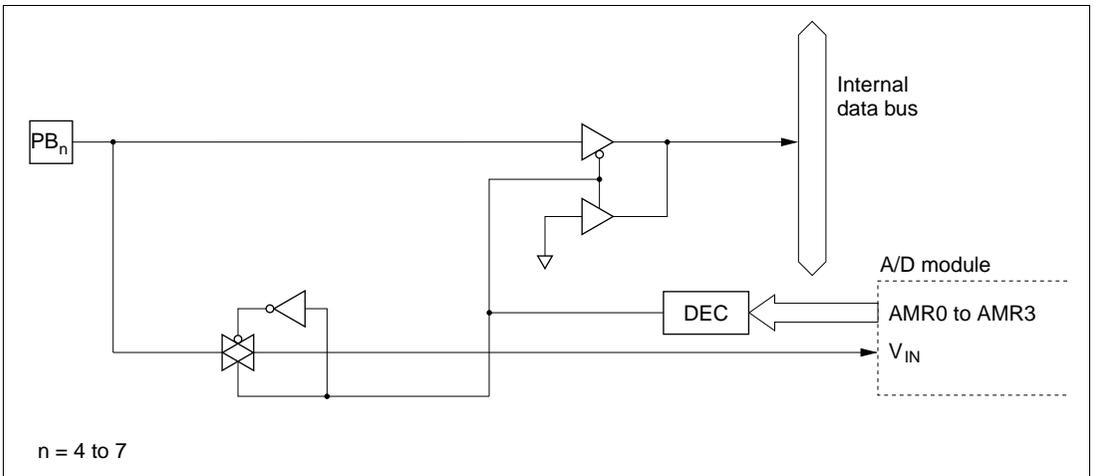 Internal
data bus
PBn
A/D module
DEC
AMR0 to AMR3
VIN
n = 4 to 7